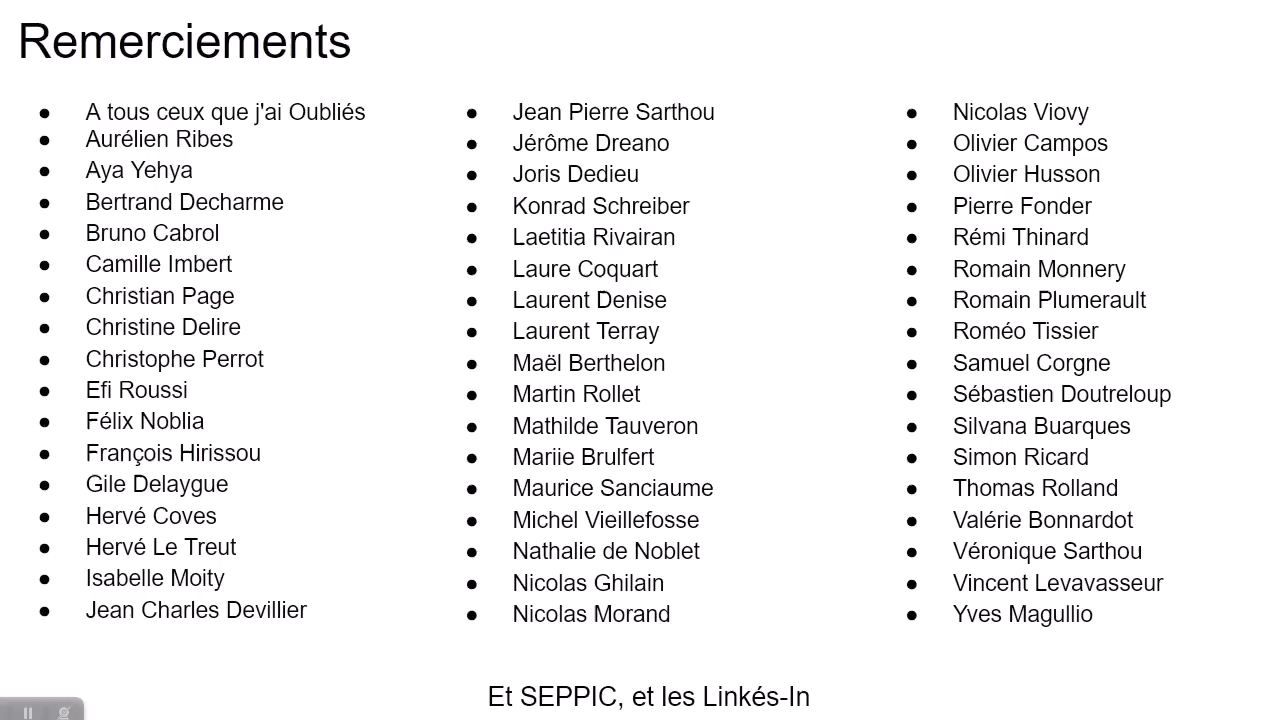 Remerciements
● A tous ceux que j'ai Oubliés
● Aurélien Ribes
● Aya Yehya
● Bertrand Decharme
● Bruno Cabrol
● Camille Imbert
● Christian Page
● Christine Delire
● Christophe Perrot
● Efi Roussi
● Félix Noblia
● François Hirissou
● Gile Delaygue
● Hervé Coves
● Hervé Le Treut
● Isabelle Moity
● Jean Charles Devillier
● Jean Pierre Sarthou
● Jérôme Dreano
● Joris Dedieu
● Konrad Schreiber
● Laetitia Rivairan
● Laure Coquart
● Laurent Denise
● Laurent Terray
● Maël Berthelon
● Martin Rollet
● Mathilde Tauveron
● Mariie Brulfert
● Maurice Sanciaume
● Michel Vieillefosse
● Nathalie de Noblet
● Nicolas Ghilain
● Nicolas Morand
● Nicolas Viovy
● Olivier Campos
● Olivier Husson
● Pierre Fonder
● Rémi Thinard
● Romain Monnery
● Romain Plumerault
● Roméo Tissier
● Samuel Corgne
● Sébastien Doutreloup
● Silvana Buarques
● Simon Ricard
● Thomas Rolland
● Valérie Bonnardot
● Véronique Sarthou
● Vincent Levavasseur
● Yves Magullio
Et SEPPIC, et les Linkés-In